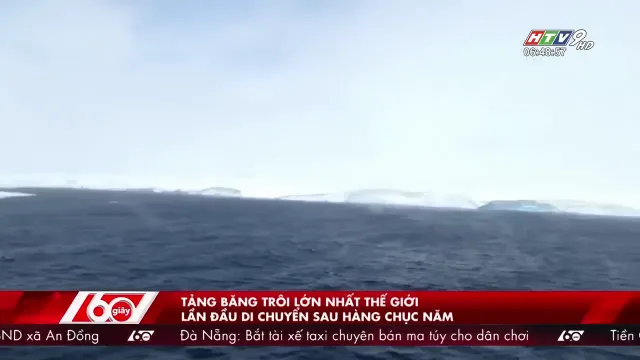 HTV9 HD
06:48:57
60 giây
TẢNG BĂNG TRÔI LỚN NHẤT THẾ GIỚI
LẦN ĐẦU DI CHUYỂN SAU HÀNG CHỤC NĂM
ND xã An Đồng 60 Đà Nẵng: Bắt tài xế taxi chuyên bán ma túy cho dân chơi 60 Tiền